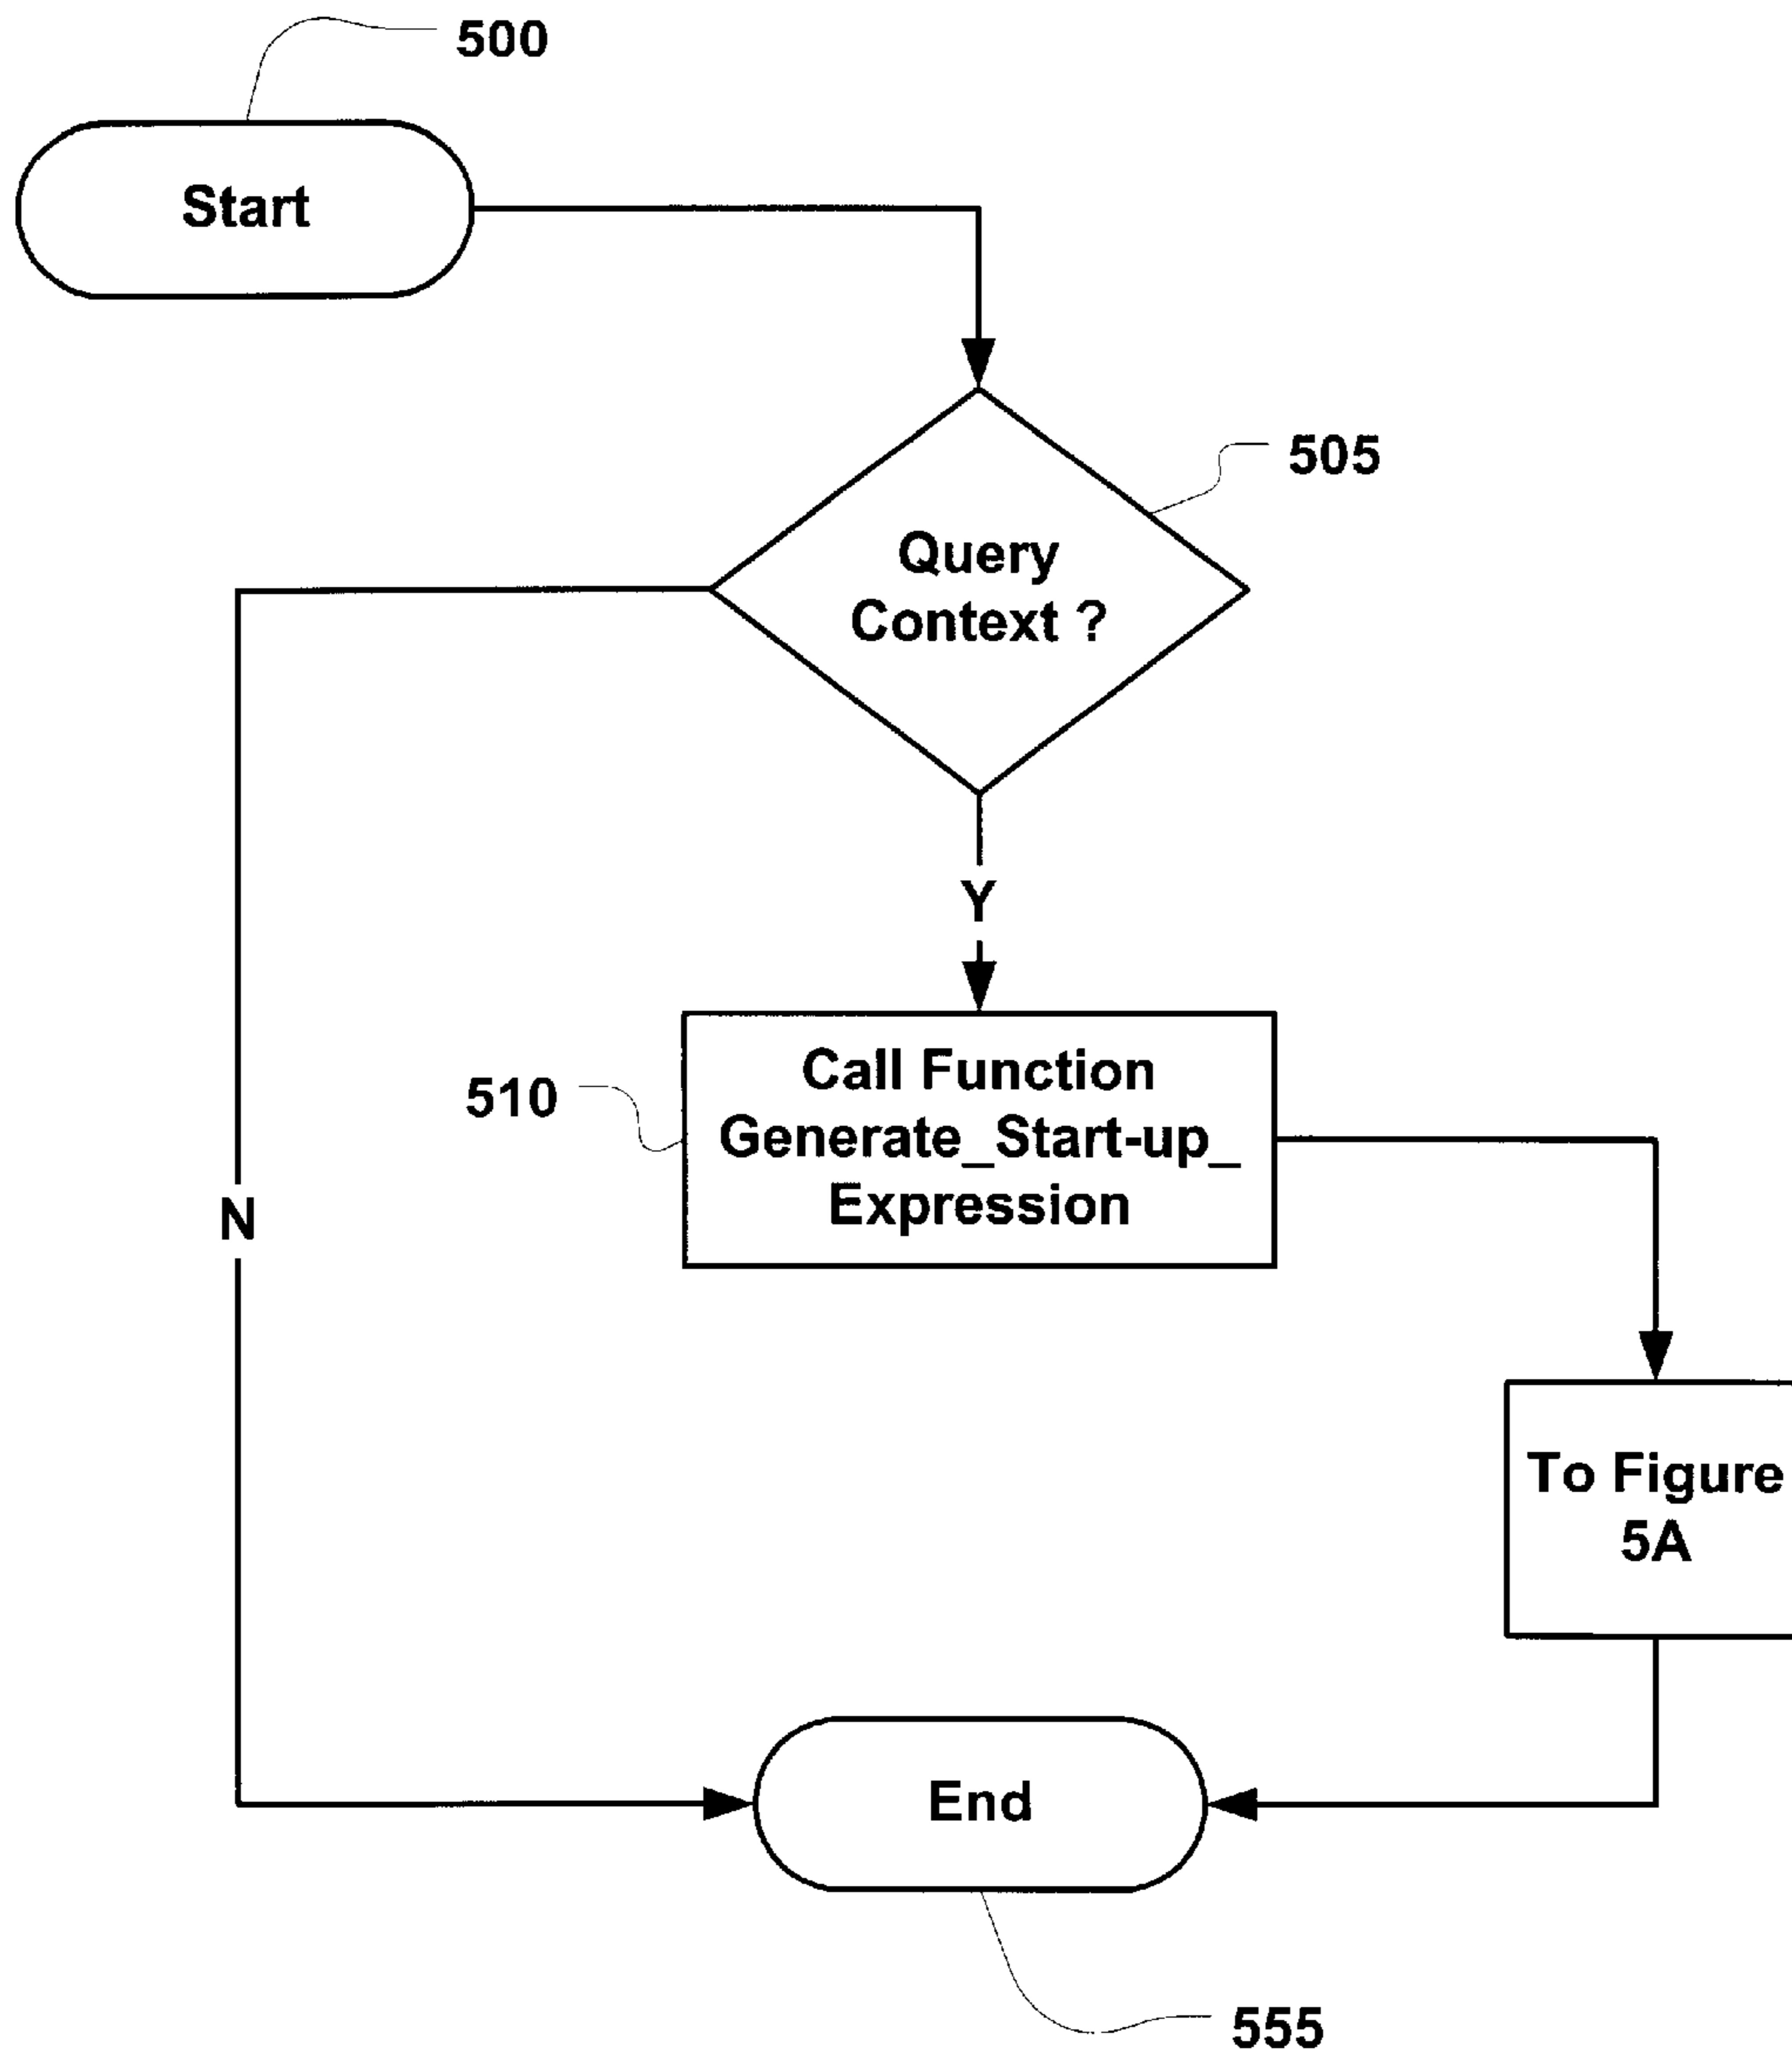 500
Start
505
Query
Context ?
Y
510
Call Function
Generate_Start-up_
Expression
N
To Figure
5A
End
555